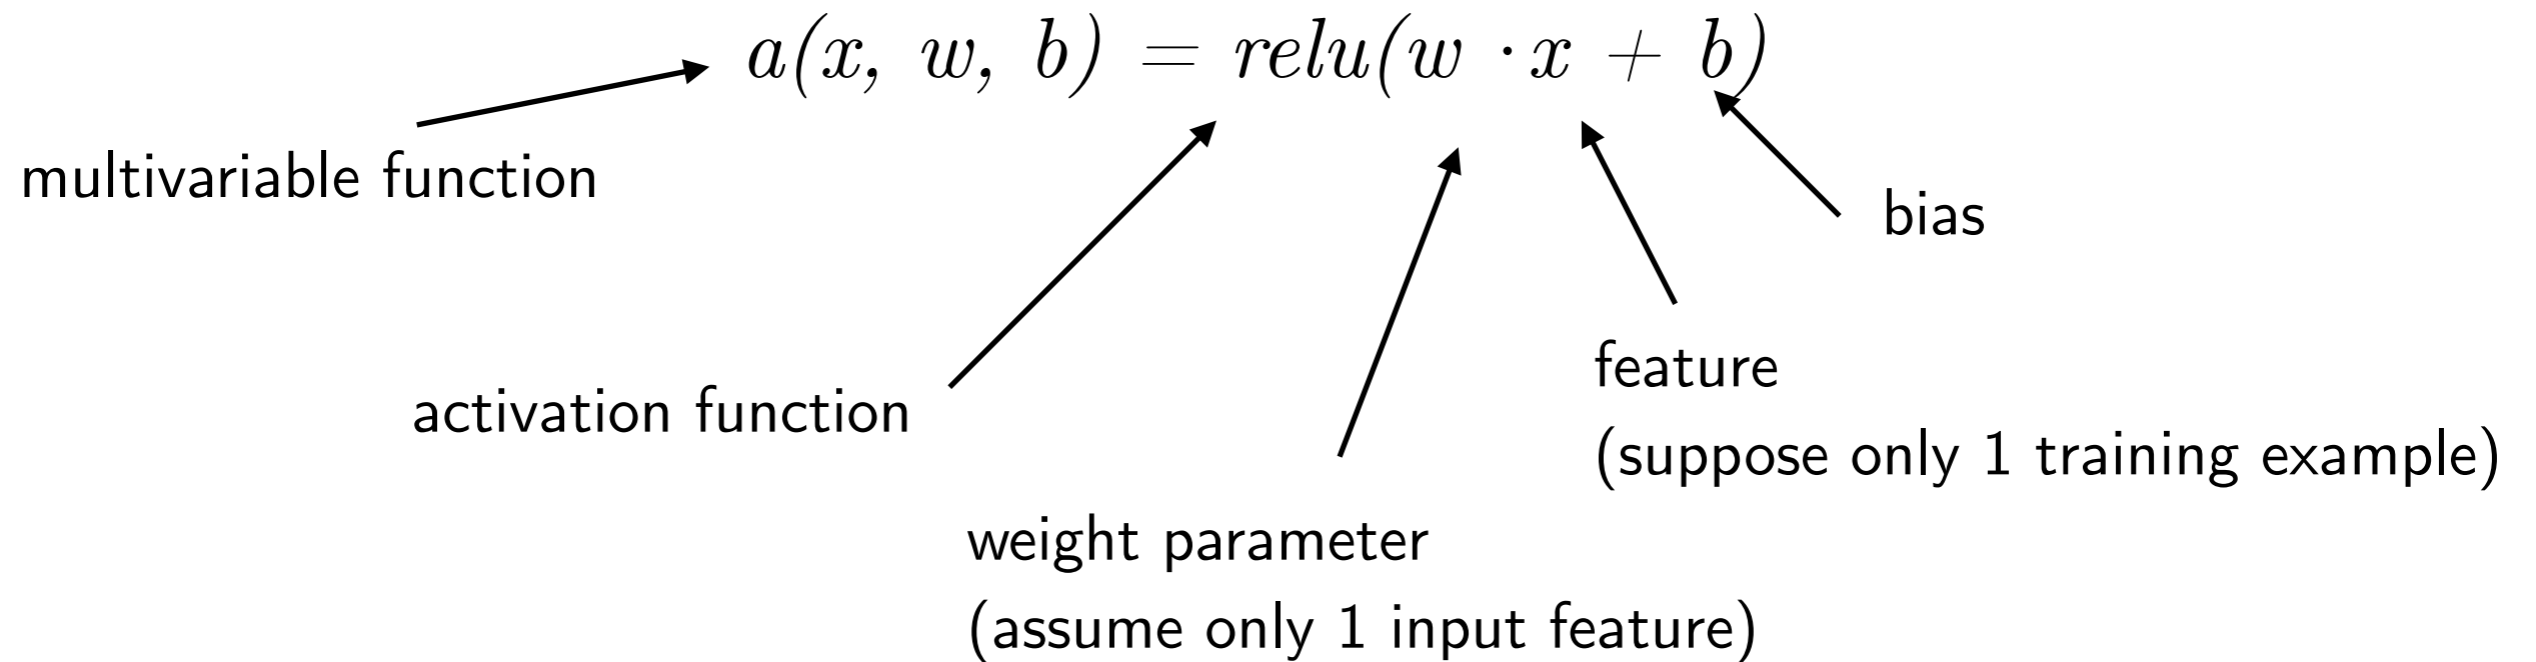 a(x, w, b) = relu(w · x + b)
multivariable function
bias
activation function
feature
(suppose only 1 training example)
weight parameter
(assume only 1 input feature)